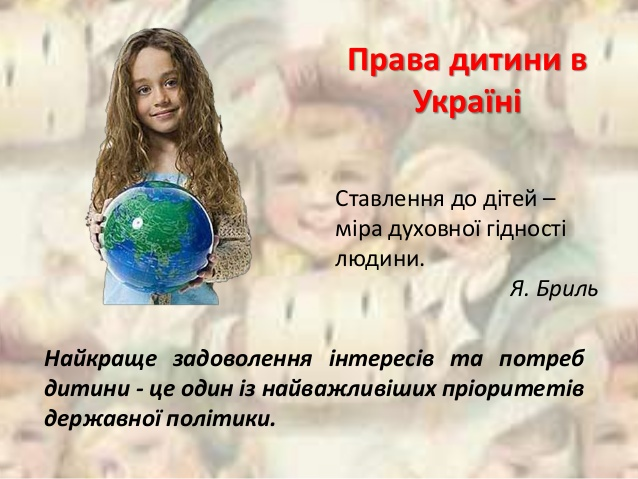 Права дитини в
Україні
Ставлення до дітей –
міра духовної гідності
людини.
Я. Бриль
Найкраще задоволення інтересів та потреб
дитини - це один із найважливіших пріоритетів
державної політики.